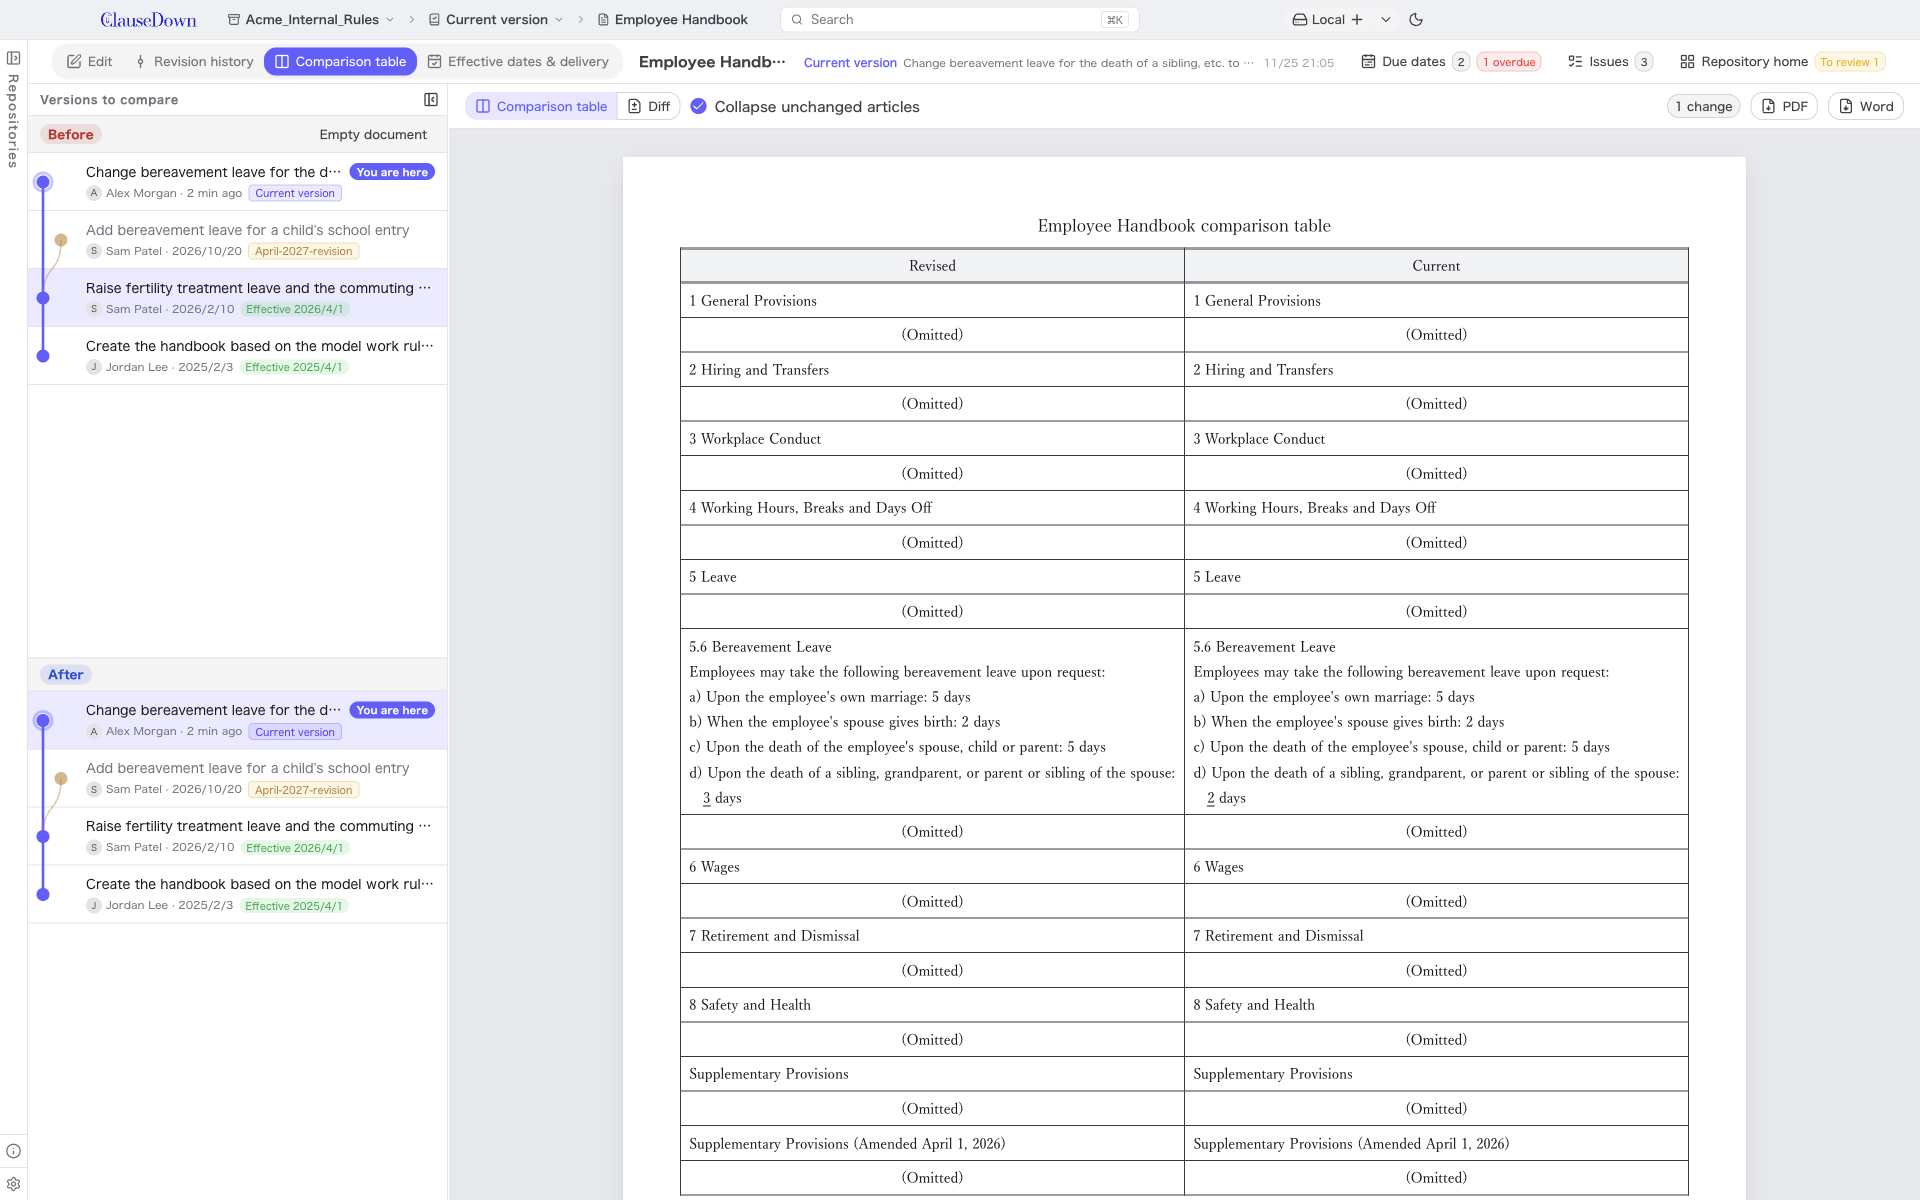 ClauseDown
Acme_Internal_Rules
Current version
Employee Handbook
Search
⌘K
Local
Edit
Revision history
Comparison table
Effective dates & delivery
Employee Handb···
Current version
Change bereavement leave for the death of a sibling, etc. to ···
11/25 21:05
Due dates 2 1 overdue
Issues 3
Repository home To review 1
Repositories
Versions to compare
Comparison table
Diff
Collapse unchanged articles
1 change
PDF
Word
Before
Empty document
Change bereavement leave for the d··· You are here
A Alex Morgan · 2 min ago Current version
Add bereavement leave for a child's school entry
S Sam Patel · 2026/10/20 April-2027-revision
Raise fertility treatment leave and the commuting ···
S Sam Patel · 2026/2/10 Effective 2026/4/1
Create the handbook based on the model work rul···
J Jordan Lee · 2025/2/3 Effective 2025/4/1
After
Change bereavement leave for the d··· You are here
A Alex Morgan · 2 min ago Current version
Add bereavement leave for a child's school entry
S Sam Patel · 2026/10/20 April-2027-revision
Raise fertility treatment leave and the commuting ···
S Sam Patel · 2026/2/10 Effective 2026/4/1
Create the handbook based on the model work rul···
J Jordan Lee · 2025/2/3 Effective 2025/4/1
Employee Handbook comparison table
Revised Current
1 General Provisions 1 General Provisions
(Omitted) (Omitted)
2 Hiring and Transfers 2 Hiring and Transfers
(Omitted) (Omitted)
3 Workplace Conduct 3 Workplace Conduct
(Omitted) (Omitted)
4 Working Hours, Breaks and Days Off 4 Working Hours, Breaks and Days Off
(Omitted) (Omitted)
5 Leave 5 Leave
(Omitted) (Omitted)
5.6 Bereavement Leave
Employees may take the following bereavement leave upon request:
a) Upon the employee's own marriage: 5 days
b) When the employee's spouse gives birth: 2 days
c) Upon the death of the employee's spouse, child or parent: 5 days
d) Upon the death of a sibling, grandparent, or parent or sibling of the spouse:
3 days
5.6 Bereavement Leave
Employees may take the following bereavement leave upon request:
a) Upon the employee's own marriage: 5 days
b) When the employee's spouse gives birth: 2 days
c) Upon the death of the employee's spouse, child or parent: 5 days
d) Upon the death of a sibling, grandparent, or parent or sibling of the spouse:
2 days
(Omitted) (Omitted)
6 Wages 6 Wages
(Omitted) (Omitted)
7 Retirement and Dismissal 7 Retirement and Dismissal
(Omitted) (Omitted)
8 Safety and Health 8 Safety and Health
(Omitted) (Omitted)
Supplementary Provisions Supplementary Provisions
(Omitted) (Omitted)
Supplementary Provisions (Amended April 1, 2026) Supplementary Provisions (Amended April 1, 2026)
(Omitted) (Omitted)